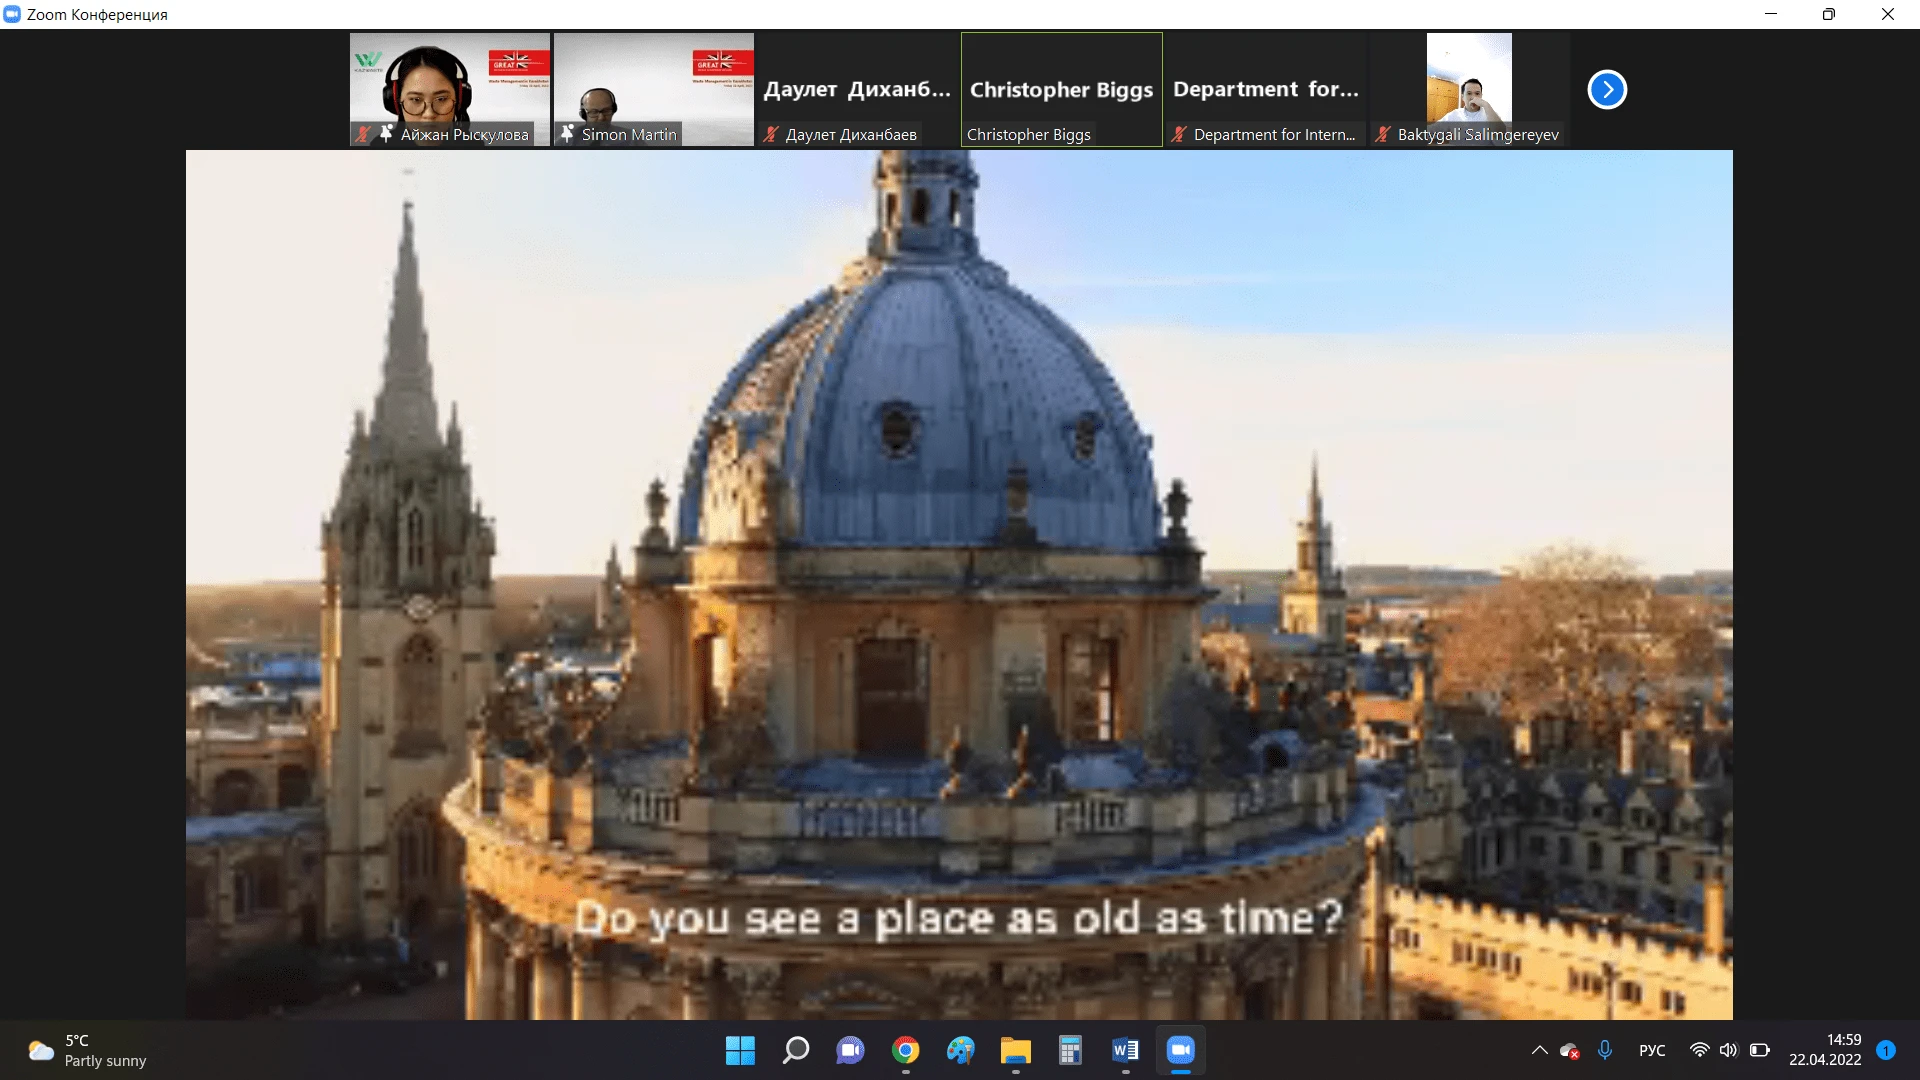 Zoom Конференция
GREAT
GREAT
Даулет Диханб...
Christopher Biggs
Department for...
Айжан Рыскулова
Simon Martin
Даулет Диханбаев
Christopher Biggs
Department for Intern...
Baktygali Salimgereyev
Do you see a place as old as time?
5°C
Partly sunny
W
РУС
14:59
22.04.2022
1